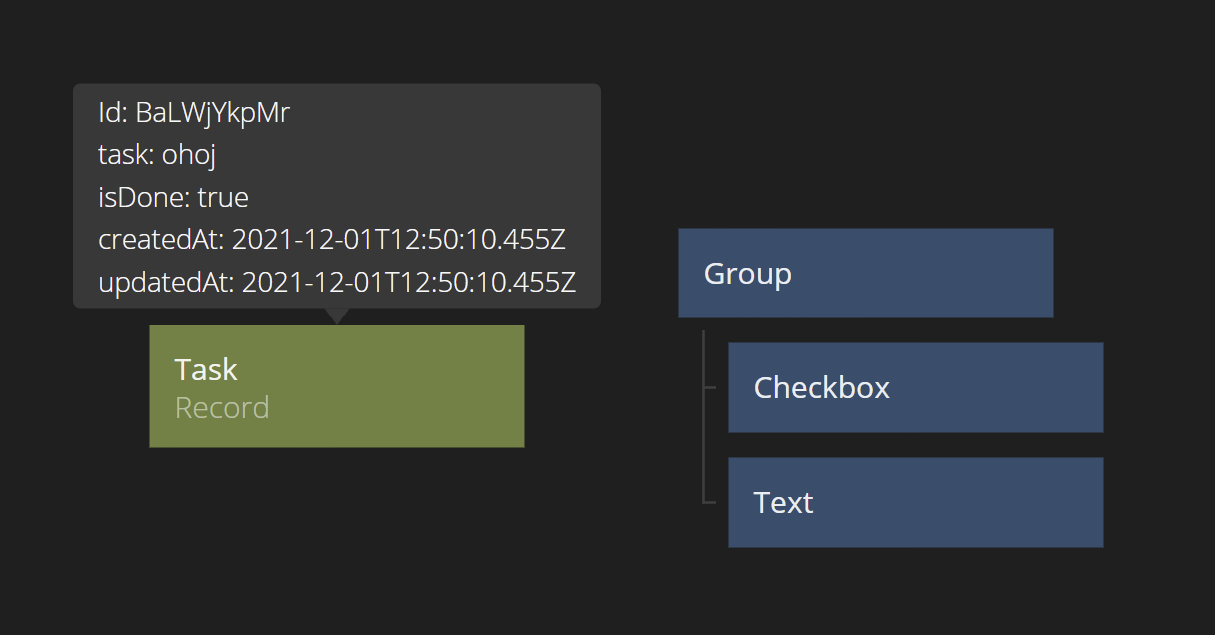 Id: BaLWjYkpMr
task: ohoj
isDone: true
createdAt: 2021-12-01T12:50:10.455Z
updatedAt: 2021-12-01T12:50:10.455Z
Task
Record
Group
Checkbox
Text